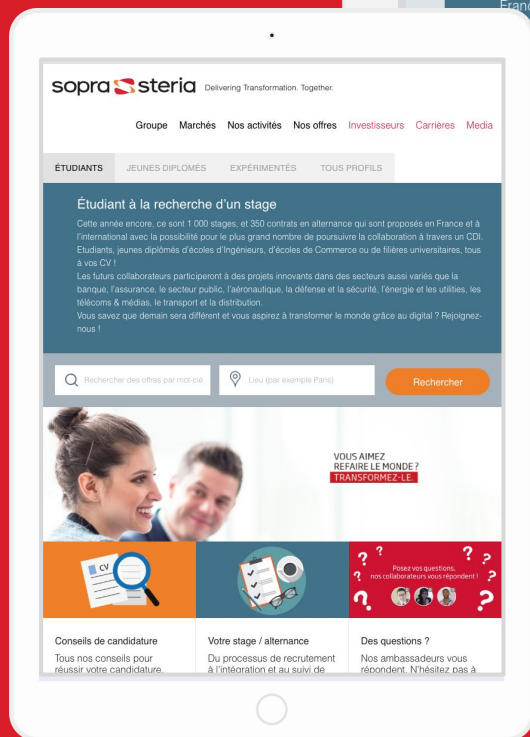 Franc
sopra steria Delivering Transformation. Together.
Groupe Marchés Nos activités Nos offres Investisseurs Carrières Media
ÉTUDIANTS JEUNES DIPLOMÉS EXPÉRIMENTÉS TOUS PROFILS
Étudiant à la recherche d'un stage
Cette année encore, ce sont 1 000 stages, et 350 contrats en alternance qui sont proposés en France et à
l'international avec la possibilité pour le plus grand nombre de poursuivre la collaboration à travers un CDI.
Etudiants, jeunes diplômés d'écoles d'Ingénieurs, d'écoles de Commerce ou de filières universitaires, tous
à vos CV !
Les futurs collaborateurs participeront à des projets innovants dans des secteurs aussi variés que la
banque, l'assurance, le secteur public, l'aéronautique, la défense et la sécurité, l'énergie et les utilities, les
télécoms & médias, le transport et la distribution.
Vous savez que demain sera différent et vous aspirez à transformer le monde grâce au digital ? Rejoignez-
nous !
Rechercher des offres par mot-clé Lieu (par exemple Paris) Rechercher
VOUS AIMEZ
REFAIRE LE MONDE ?
TRANSFORMEZ-LE.
CV
Posez vos questions,
nos collaborateurs vous répondent !
Conseils de candidature Votre stage / alternance Des questions ?
Tous nos conseils pour Du processus de recrutement Nos ambassadeurs vous
réussir votre candidature. à l'intégration et au suivi de répondent. N'hésitez pas à